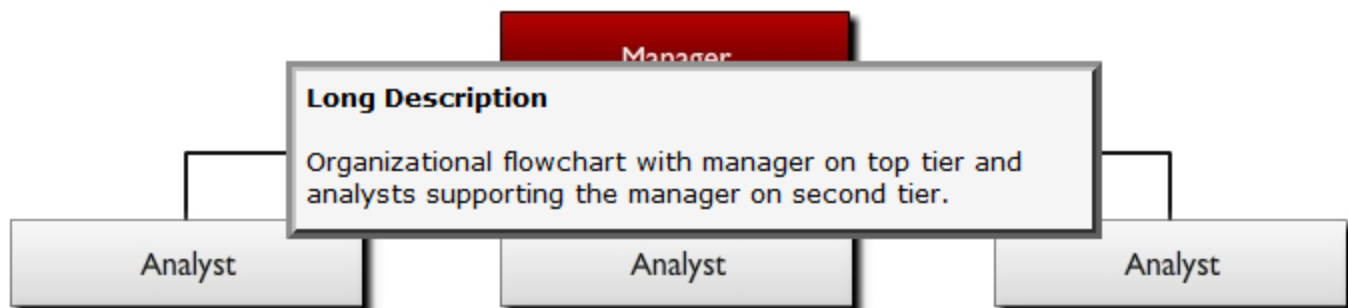 Manager
Long Description
Organizational flowchart with manager on top tier and
analysts supporting the manager on second tier.
Analyst
Analyst
Analyst